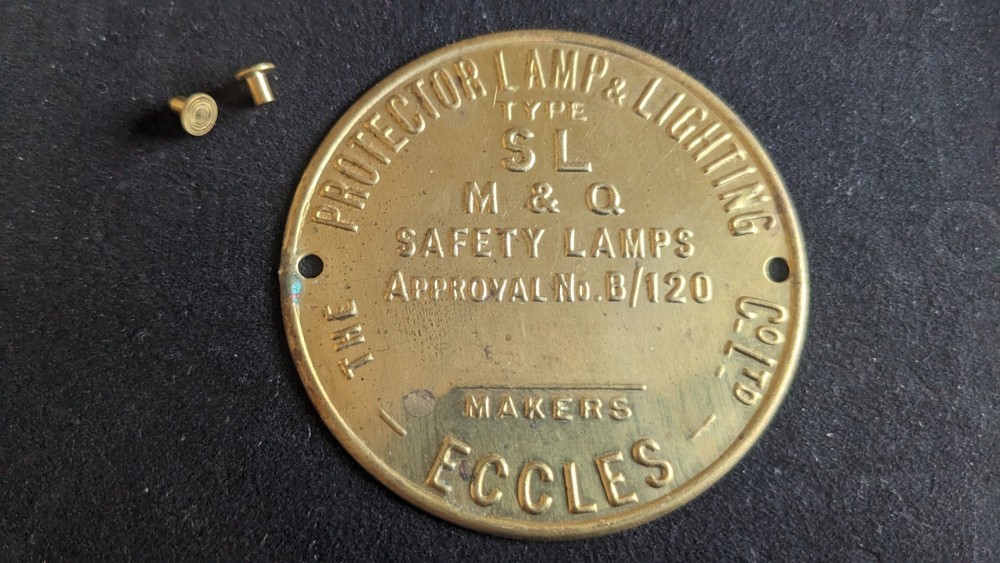 THE PROTECTOR LAMP & LIGHTING Co LTD
TYPE
SL
M & Q
SAFETY LAMPS
APPROVAL No. B/120
MAKERS
ECCLES